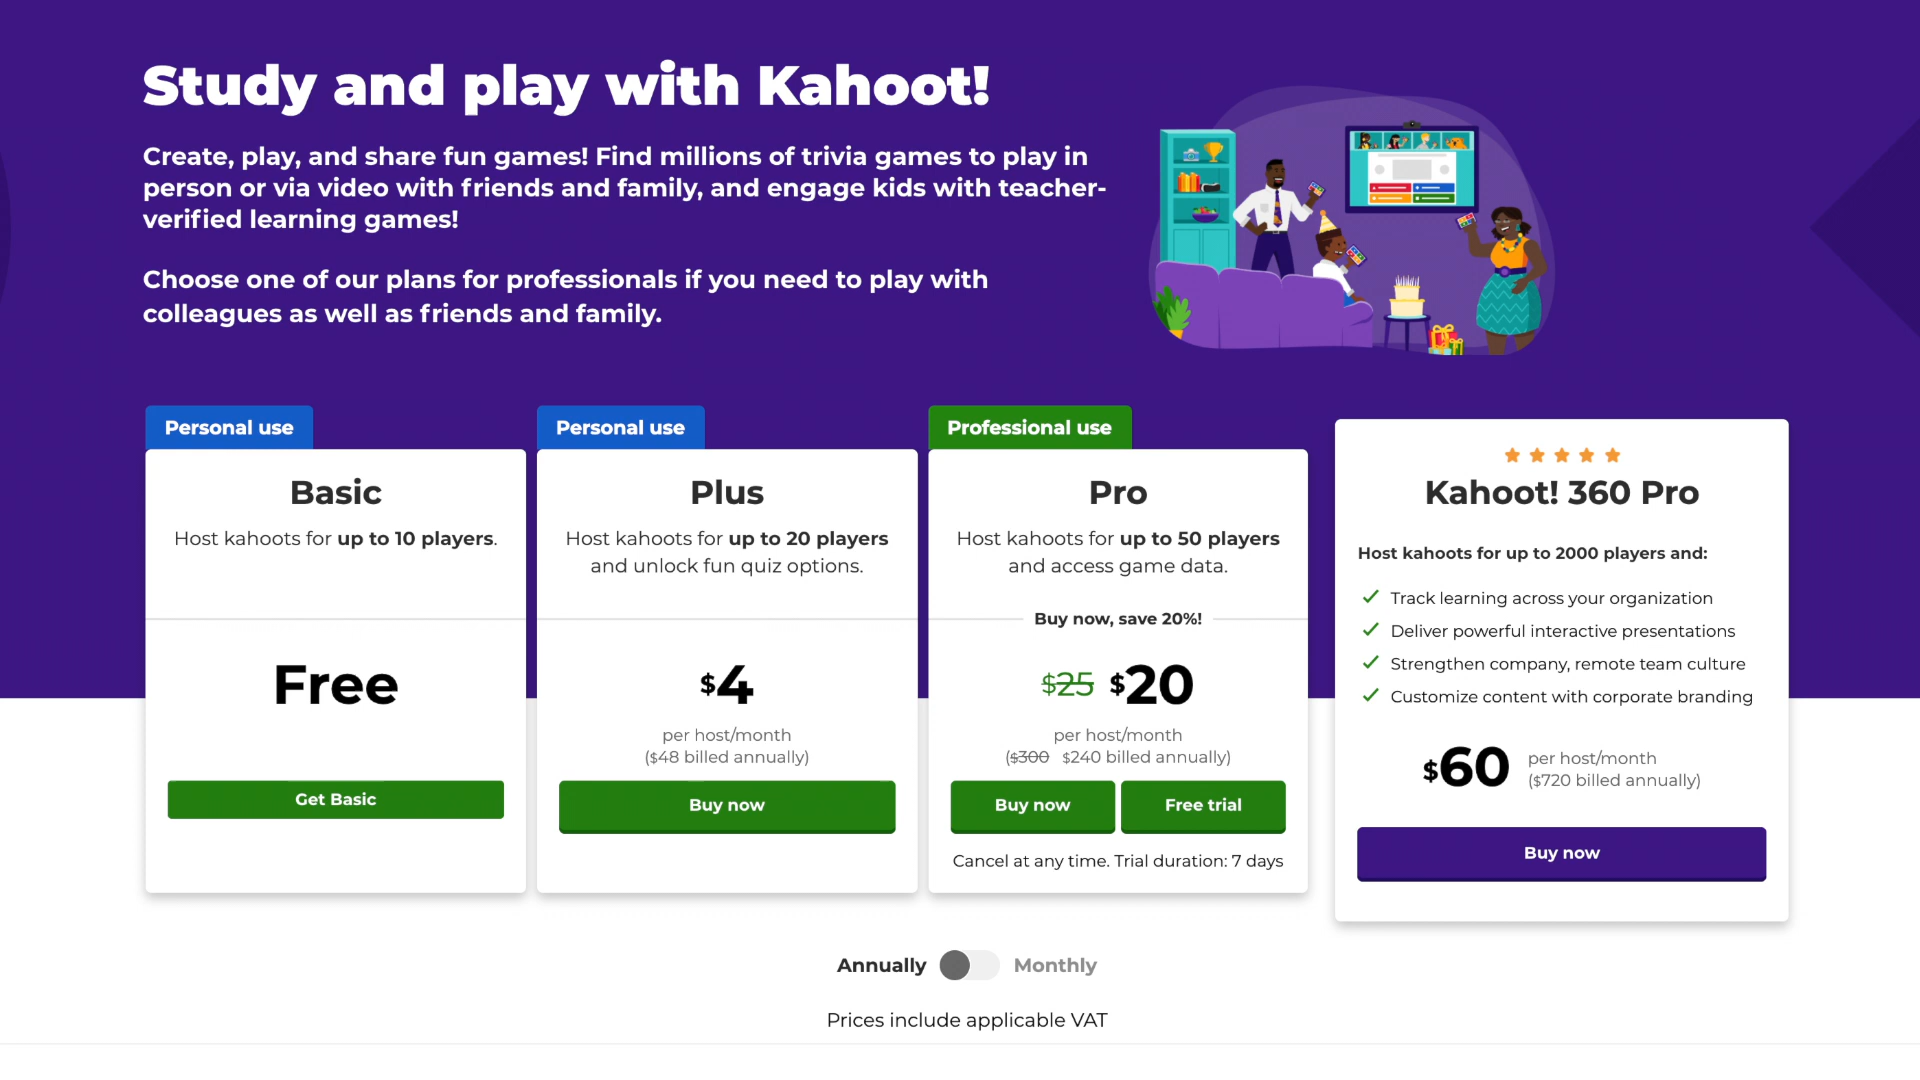 Study and play with Kahoot!
Create, play, and share fun games! Find millions of trivia games to play in
person or via video with friends and family, and engage kids with teacher-
verified learning games!
Choose one of our plans for professionals if you need to play with
colleagues as well as friends and family.
Personal use
Basic
Host kahoots for up to 10 players.
Free
Get Basic
Personal use
Plus
Host kahoots for up to 20 players
and unlock fun quiz options.
$4
per host/month
($48 billed annually)
Buy now
Professional use
Pro
Host kahoots for up to 50 players
and access game data.
Buy now, save 20%!
$25 $20
per host/month
($300 $240 billed annually)
Buy now
Free trial
Cancel at any time. Trial duration: 7 days
Kahoot! 360 Pro
Host kahoots for up to 2000 players and:
Track learning across your organization
Deliver powerful interactive presentations
Strengthen company, remote team culture
Customize content with corporate branding
$60
per host/month
($720 billed annually)
Buy now
Annually
Monthly
Prices include applicable VAT